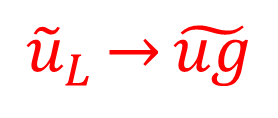 ũ_L → \widetilde{ug}